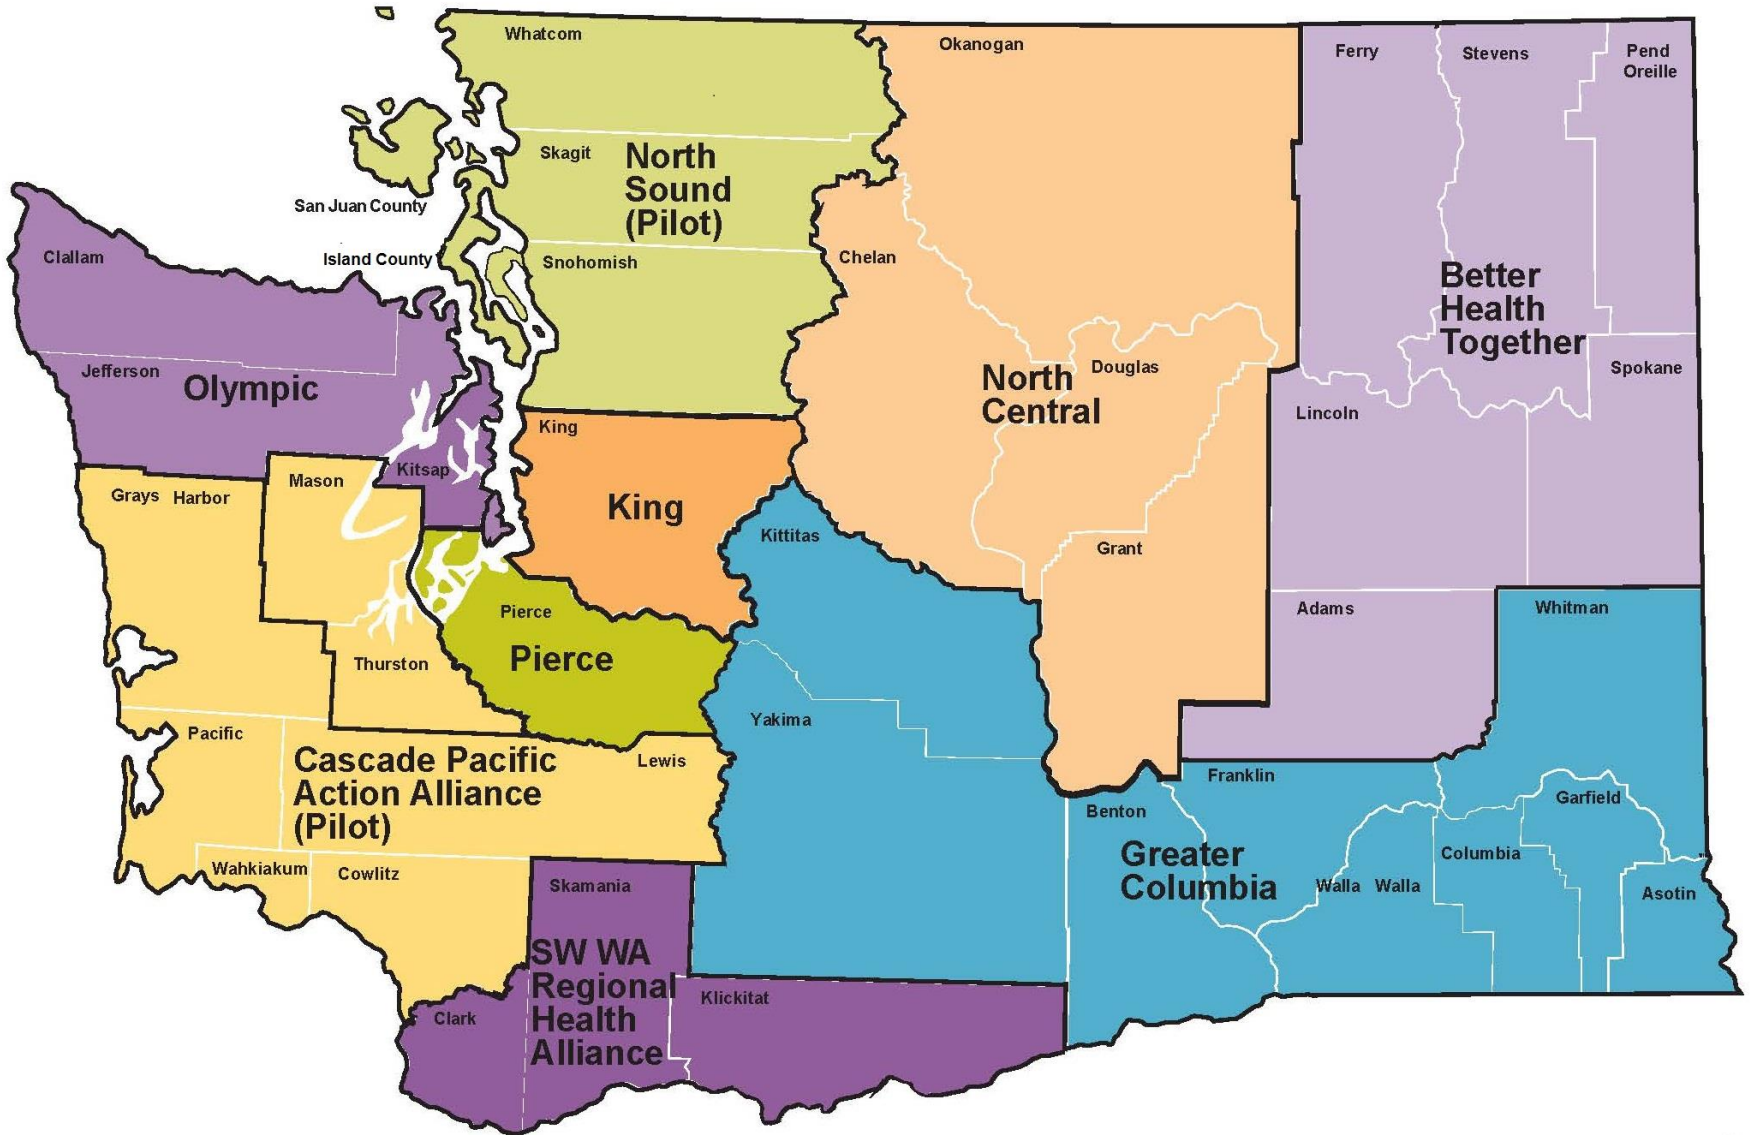 Whatcom
Okanogan
Ferry
Stevens
Pend
Oreille
Skagit
North
Sound
(Pilot)
San Juan County
Island County
Clallam
Snohomish
Chelan
Better
Health
Together
Jefferson
Olympic
North
Central
Douglas
Spokane
Lincoln
King
King
Kitsap
Mason
Grays Harbor
Kittitas
Grant
Pierce
Pierce
Adams
Whitman
Thurston
Yakima
Pacific
Cascade Pacific
Action Alliance
(Pilot)
Lewis
Franklin
Benton
Garfield
Greater
Columbia
Columbia
Walla Walla
Asotin
Wahkiakum
Cowlitz
Skamania
SW WA
Regional
Health
Alliance
Klickitat
Clark